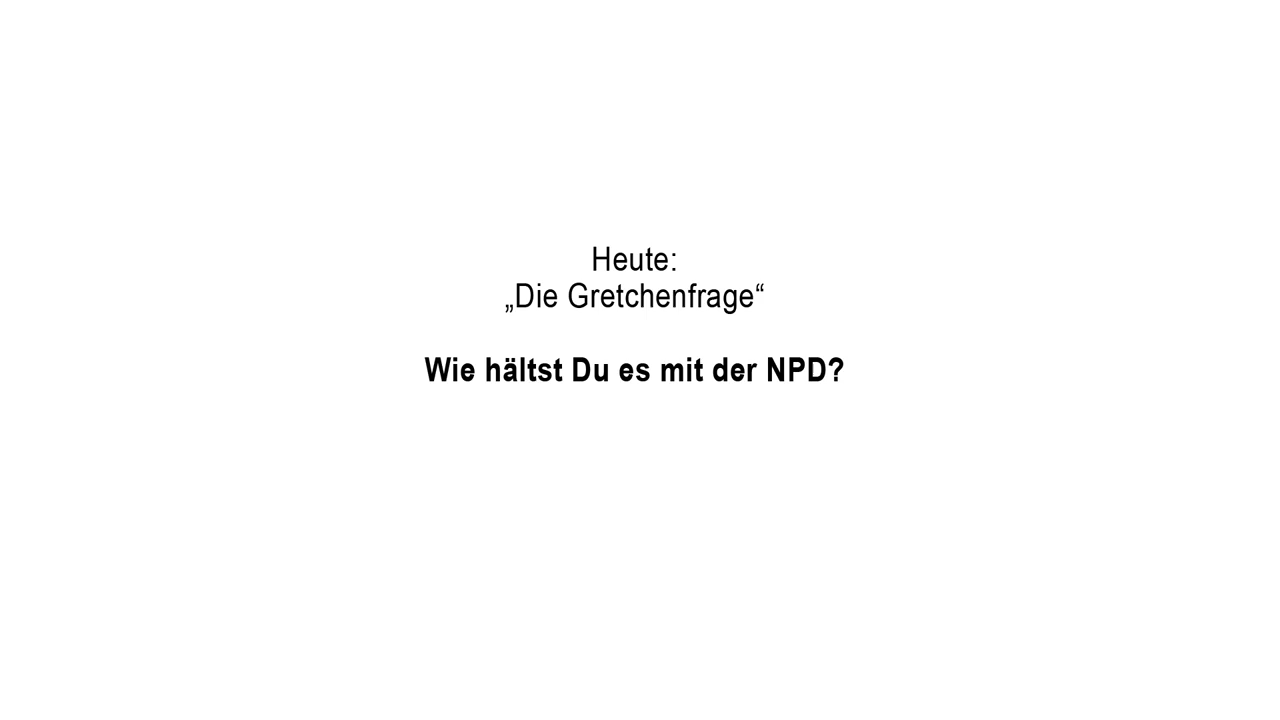 Heute:
„Die Gretchenfrage“
Wie hältst Du es mit der NPD?